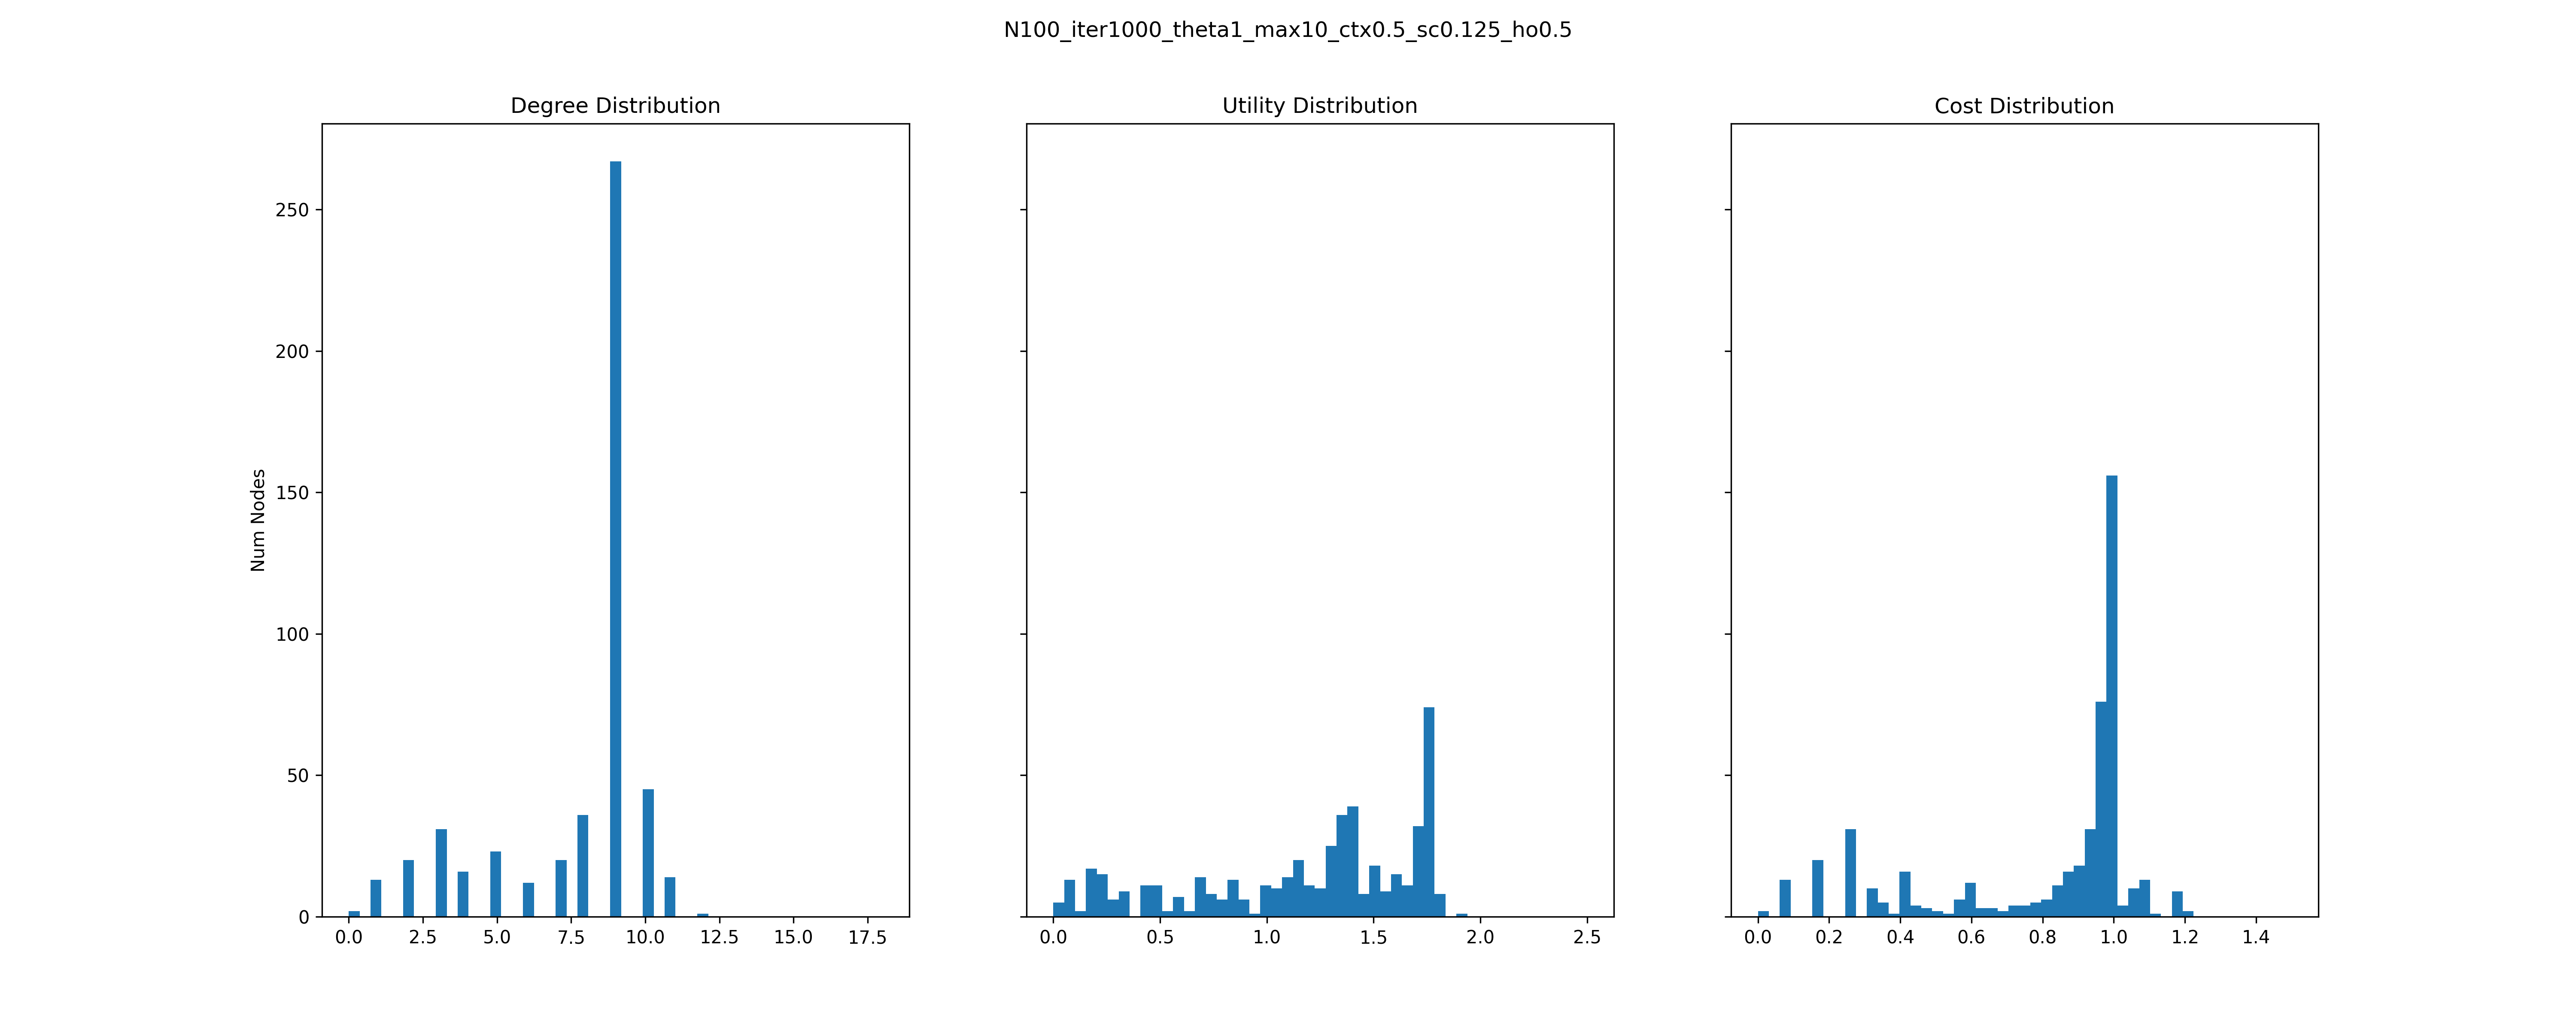 N100_iter1000_theta1_max10_ctx0.5_sc0.125_ho0.5
Degree Distribution
Utility Distribution
Cost Distribution
Num Nodes
250
200
150
100
50
0
0.0 2.5 5.0 7.5 10.0 12.5 15.0 17.5
0.0 0.5 1.0 1.5 2.0 2.5
0.0 0.2 0.4 0.6 0.8 1.0 1.2 1.4